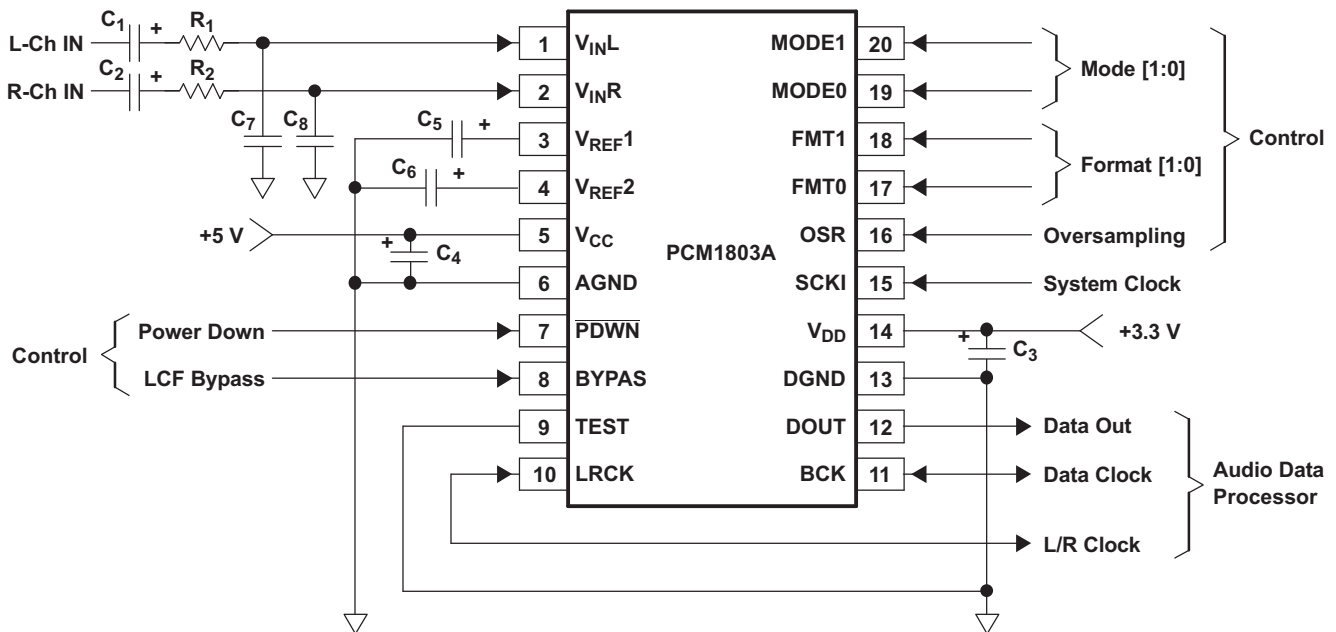 L-Ch IN
C1
+
R1
R-Ch IN
C2
+
R2
C7
C8
C5
+
C6
+
+5 V
+
C4
Control
Power Down
LCF Bypass
1 VINL
2 VINR
3 VREF1
4 VREF2
5 VCC
6 AGND
7 PDWN
8 BYPAS
9 TEST
10 LRCK
PCM1803A
MODE1 20
MODE0 19
FMT1 18
FMT0 17
OSR 16
SCKI 15
VDD 14
DGND 13
DOUT 12
BCK 11
Mode [1:0]
Format [1:0]
Control
Oversampling
System Clock
+
C3
+3.3 V
Data Out
Data Clock
L/R Clock
Audio Data
Processor